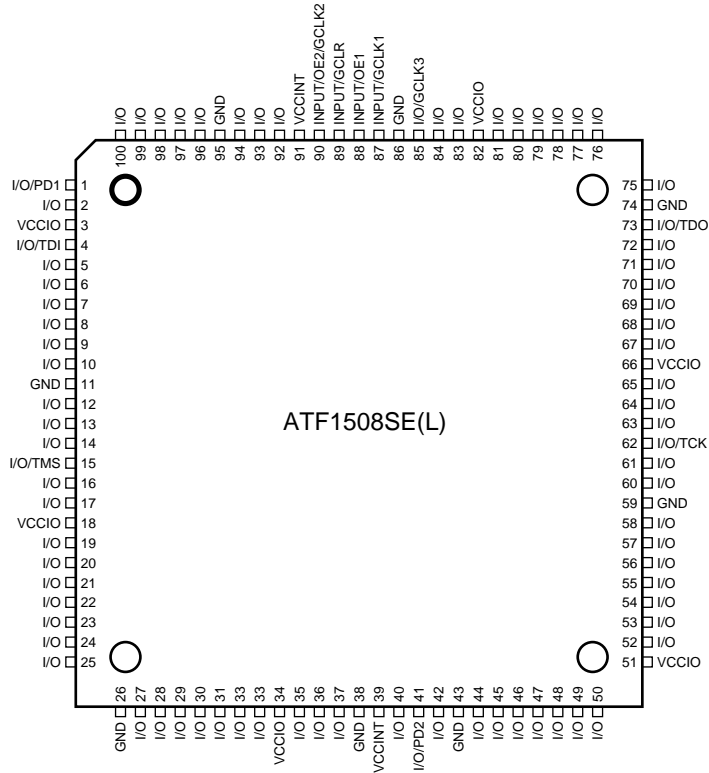 I/O
I/O
I/O
I/O
I/O
GND
I/O
I/O
I/O
VCCINT
INPUT/OE2/GCLK2
INPUT/GCLR
INPUT/OE1
INPUT/GCLK1
GND
I/O/GCLK3
I/O
I/O
VCCIO
I/O
I/O
I/O
I/O
I/O
I/O
100
99
98
97
96
95
94
93
92
91
90
89
88
87
86
85
84
83
82
81
80
79
78
77
76
I/O/PD1 1
I/O 2
VCCIO 3
I/O/TDI 4
I/O 5
I/O 6
I/O 7
I/O 8
I/O 9
I/O 10
GND 11
I/O 12
I/O 13
I/O 14
I/O/TMS 15
I/O 16
I/O 17
VCCIO 18
I/O 19
I/O 20
I/O 21
I/O 22
I/O 23
I/O 24
I/O 25
ATF1508SE(L)
75 I/O
74 GND
73 I/O/TDO
72 I/O
71 I/O
70 I/O
69 I/O
68 I/O
67 I/O
66 VCCIO
65 I/O
64 I/O
63 I/O
62 I/O/TCK
61 I/O
60 I/O
59 GND
58 I/O
57 I/O
56 I/O
55 I/O
54 I/O
53 I/O
52 I/O
51 VCCIO
26
27
28
29
30
31
33
33
34
35
36
37
38
39
40
41
42
43
44
45
46
47
48
49
50
GND
I/O
I/O
I/O
I/O
I/O
I/O
I/O
VCCIO
I/O
I/O
I/O
GND
VCCINT
I/O
I/O/PD2
I/O
GND
I/O
I/O
I/O
I/O
I/O
I/O
I/O